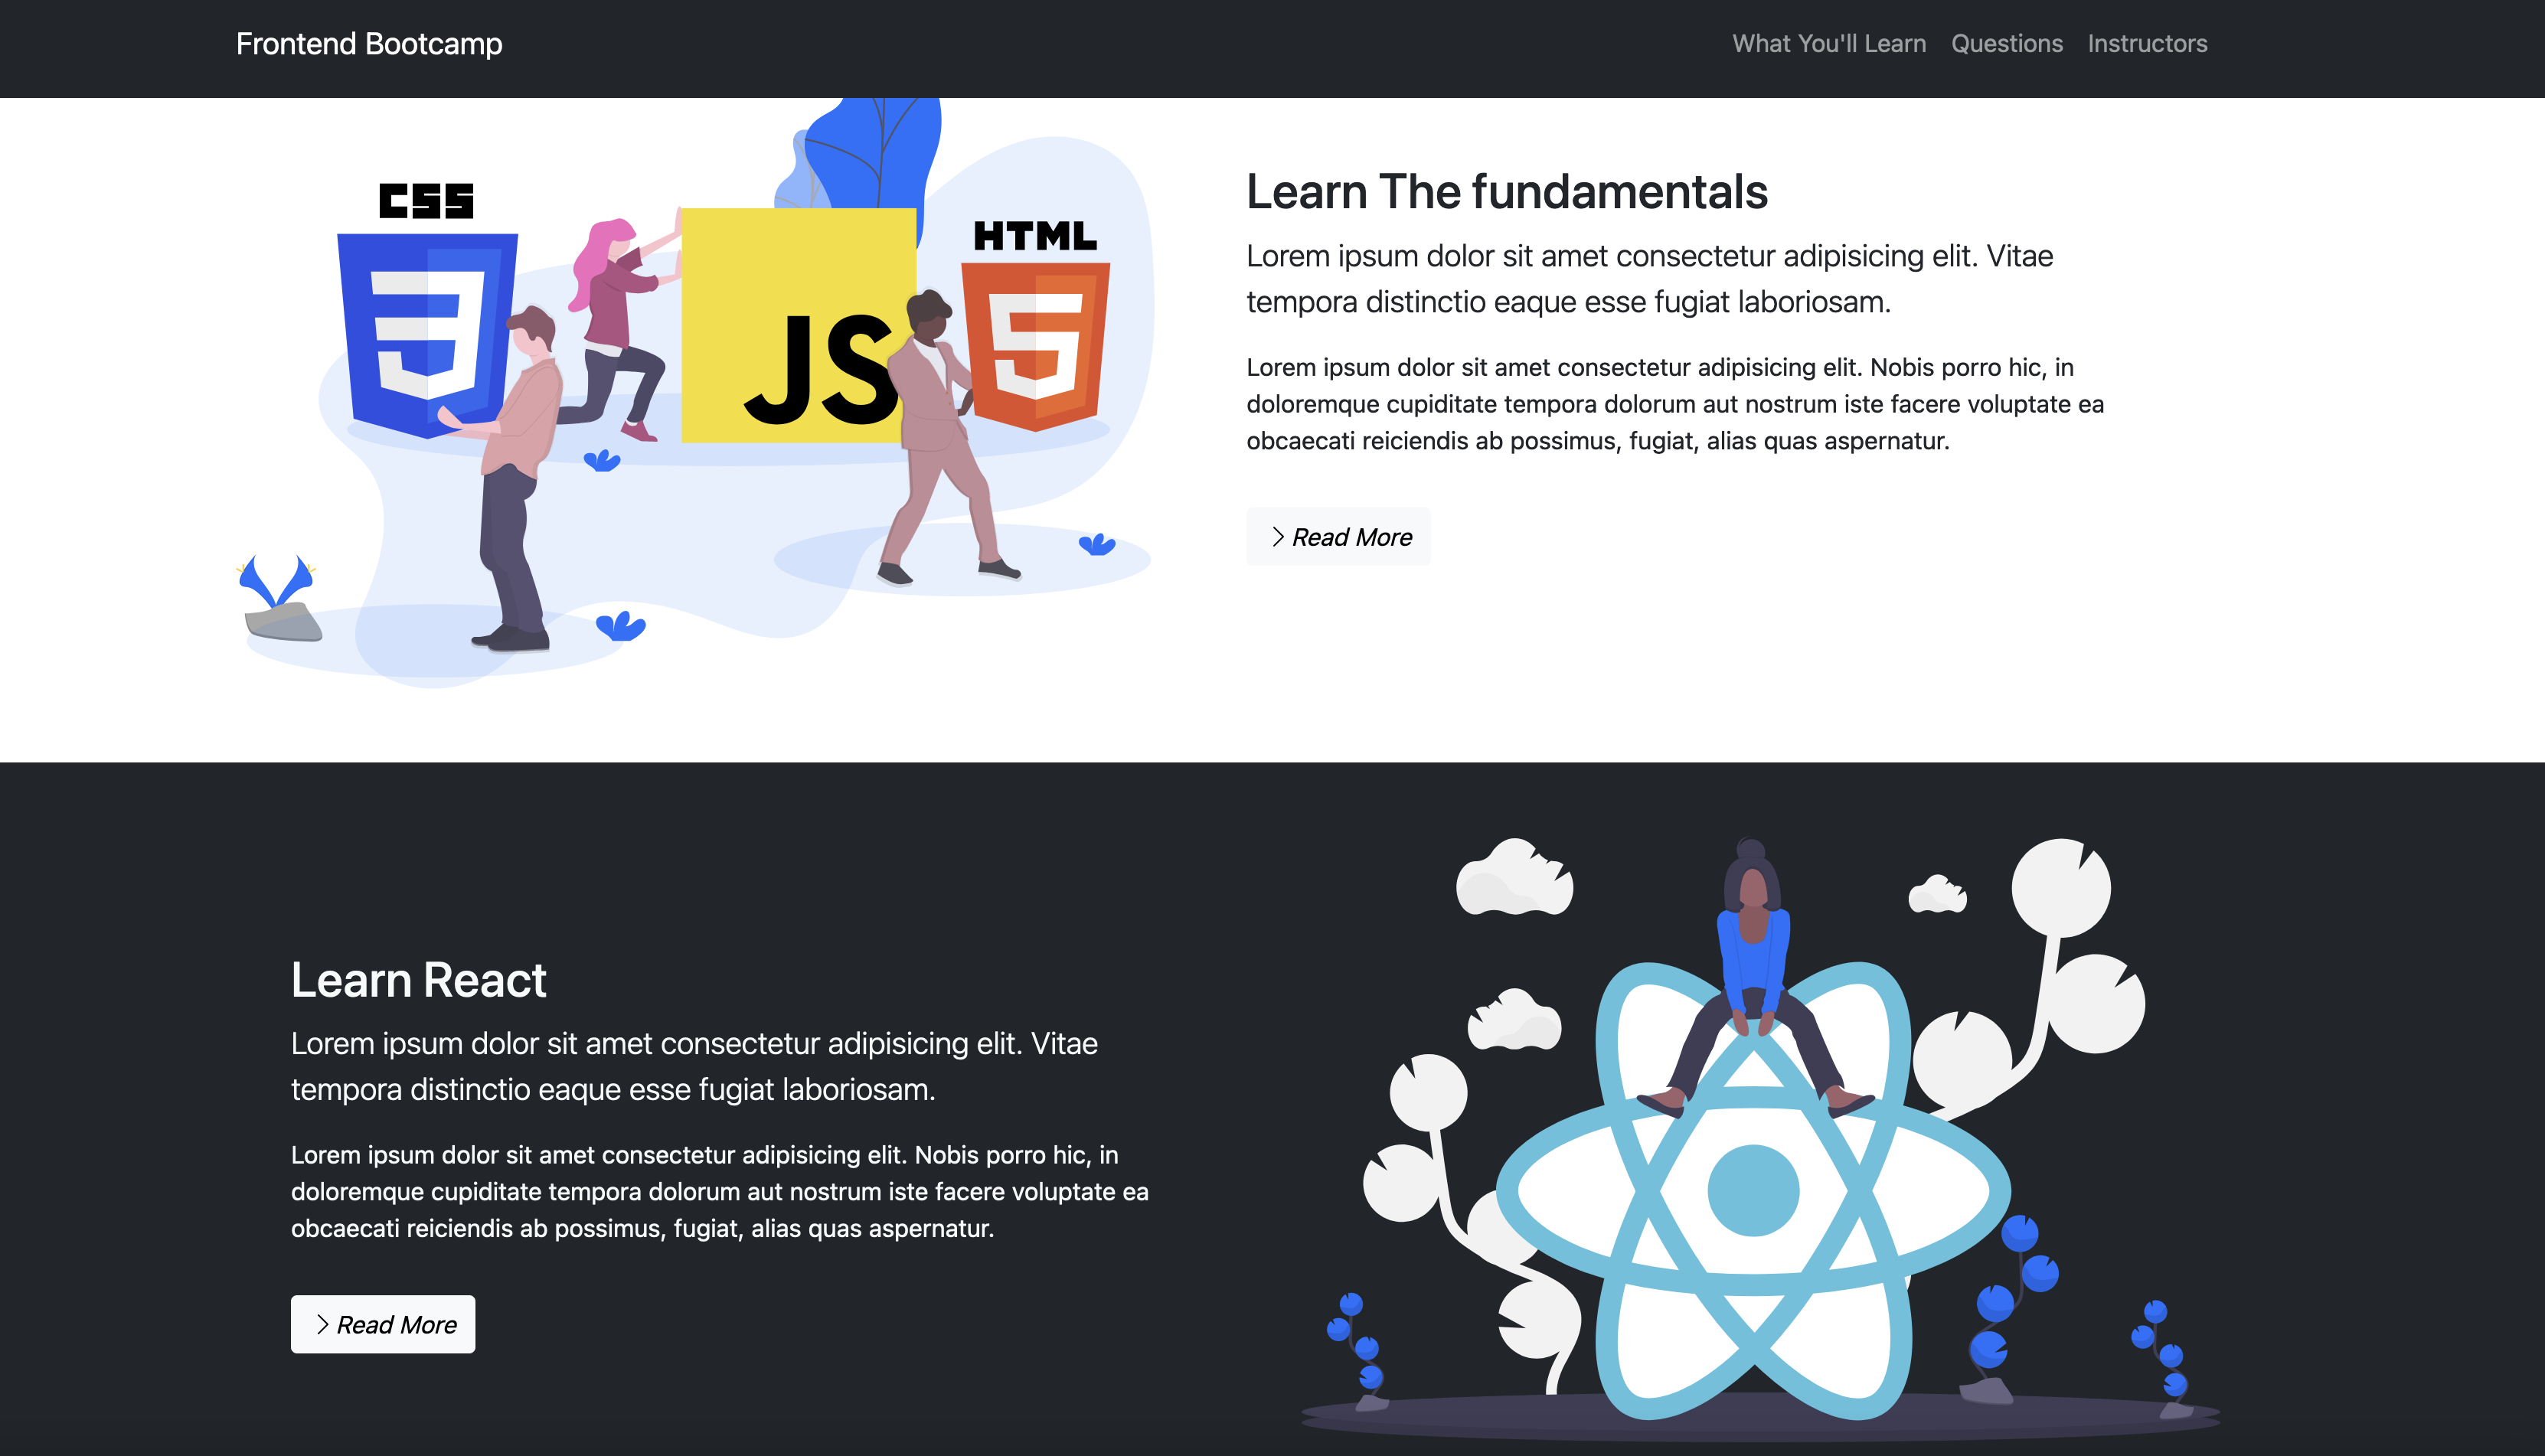 Frontend Bootcamp
What You'll Learn Questions Instructors
CSS
JS
HTML
Learn The fundamentals
Lorem ipsum dolor sit amet consectetur adipisicing elit. Vitae
tempora distinctio eaque esse fugiat laboriosam.
Lorem ipsum dolor sit amet consectetur adipisicing elit. Nobis porro hic, in
doloremque cupiditate tempora dolorum aut nostrum iste facere voluptate ea
obcaecati reiciendis ab possimus, fugiat, alias quas aspernatur.
Read More
Learn React
Lorem ipsum dolor sit amet consectetur adipisicing elit. Vitae
tempora distinctio eaque esse fugiat laboriosam.
Lorem ipsum dolor sit amet consectetur adipisicing elit. Nobis porro hic, in
doloremque cupiditate tempora dolorum aut nostrum iste facere voluptate ea
obcaecati reiciendis ab possimus, fugiat, alias quas aspernatur.
Read More